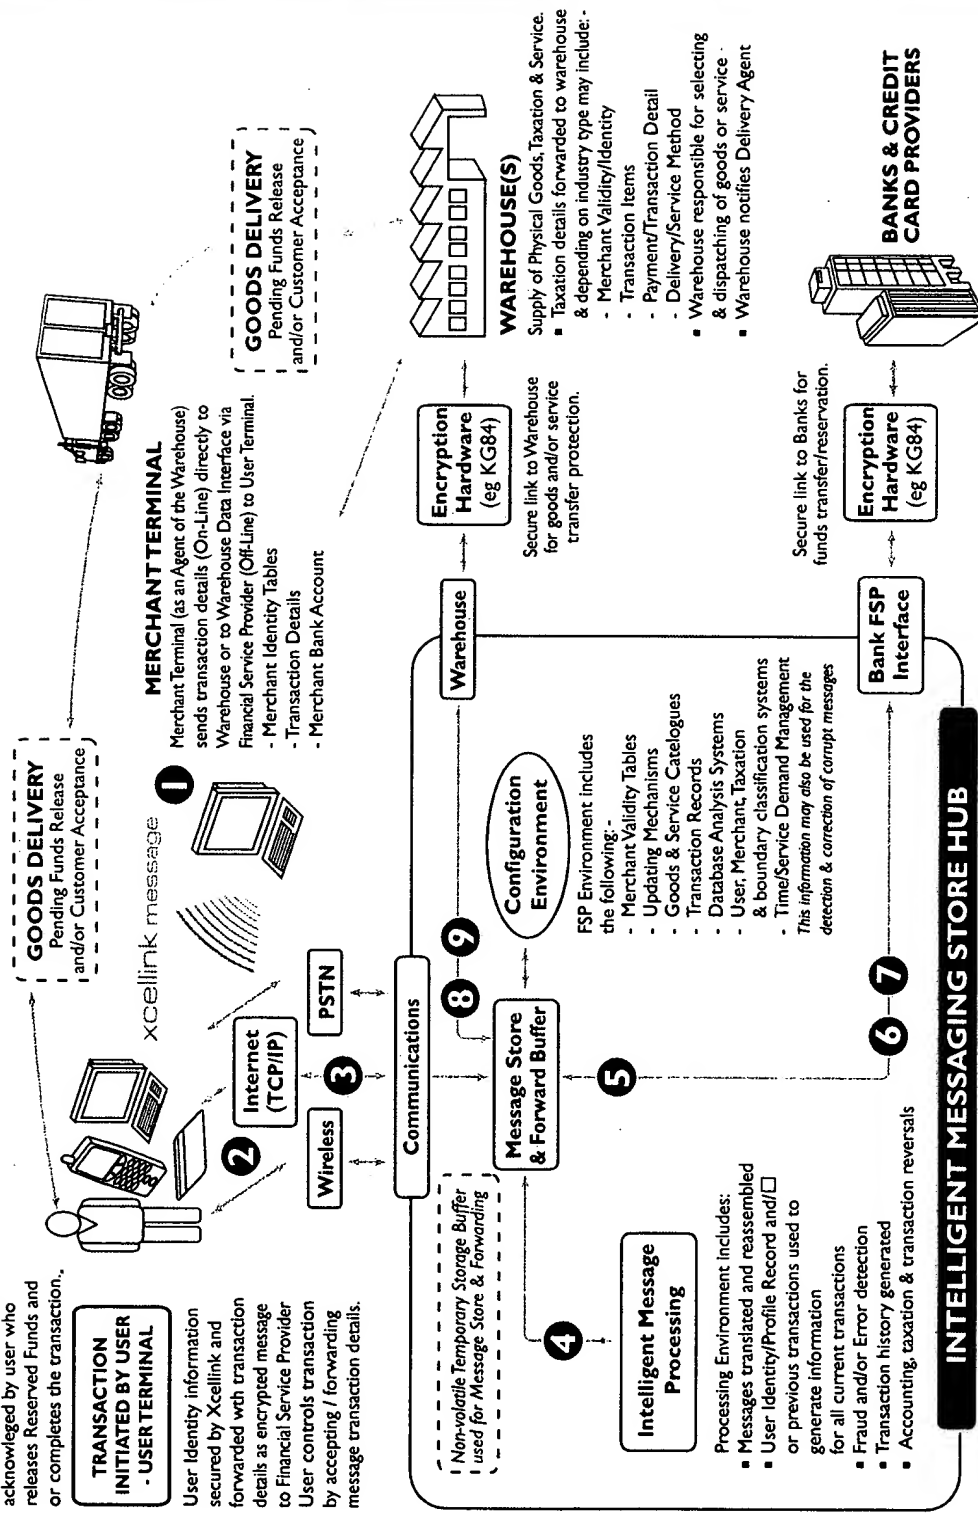 acknowleged by user who
releases Reserved Funds and
or completes the transaction.
TRANSACTION
INITIATED BY USER
- USER TERMINAL
User Identity information
secured by Xcellink and
forwarded wth transaction
details as encrypted message
to Financial Service Provider
User controls transaction
by accepting / forwarding
message transaction details.
GOODS DELIVERY
Pending Funds Release
and/or Customer Acceptance
xcellink message
1
2
3
Wireless
Internet
(TCP/IP)
PSTN
MERCHANT TERMINAL
Merchant Terminal (as an Agent of the Warehouse)
sends transaction details (On-Line) directly to
Warehouse or to Warehouse Data Interface via
Financial Service Provider (Off-Line) to User Terminal.
- Merchant Identity Tables
- Transaction Details
- Merchant Bank Account
GOODS DELIVERY
Pending Funds Release
and/or Customer Acceptance
Communications
Non-volatile Temporary Storage Buffer
used for Message Store & Forwarding
Message Store
& Forward Buffer
8
9
Warehouse
Encryption
Hardware
(eg KG84)
Secure link to Warehouse
for goods and/or service
transfer protection.
WAREHOUSE(S)
Supply of Physical Goods, Taxation & Service.
▪ Taxation details forwarded to warehouse
& depending on industry type may include: -
- Merchant Validity/Identity
- Transaction Items
- Payment/Transaction Detail
- Delivery/Service Method
▪ Warehouse responsible for selecting
& dispatching of goods or service
▪ Warehouse notifies Delivery Agent
Configuration
Environment
FSP Environment includes
the following:-
- Merchant Validity Tables
- Updating Mechanisms
- Goods & Service Catelogues
- Transaction Records
- Database Analysis Systems
- User, Merchant, Taxation
& boundary classification systems
- Time/Service Demand Management
This information may also be used for the
detection & correction of corrupt messages
4
5
Intelligent Message
Processing
Processing Environment includes:
▪ Messages translated and reassembled
▪ User Identity/Profile Record and/□
or previous transactions used to
generate information
for all current transactions
▪ Fraud and/or Error detection
▪ Transaction history generated
▪ Accounting, taxation & transaction reversals
6
7
Bank FSP
Interface
Secure link to Banks for
funds transfer/reservation.
Encryption
Hardware
(eg KG84)
BANKS & CREDIT
CARD PROVIDERS
INTELLIGENT MESSAGING STORE HUB